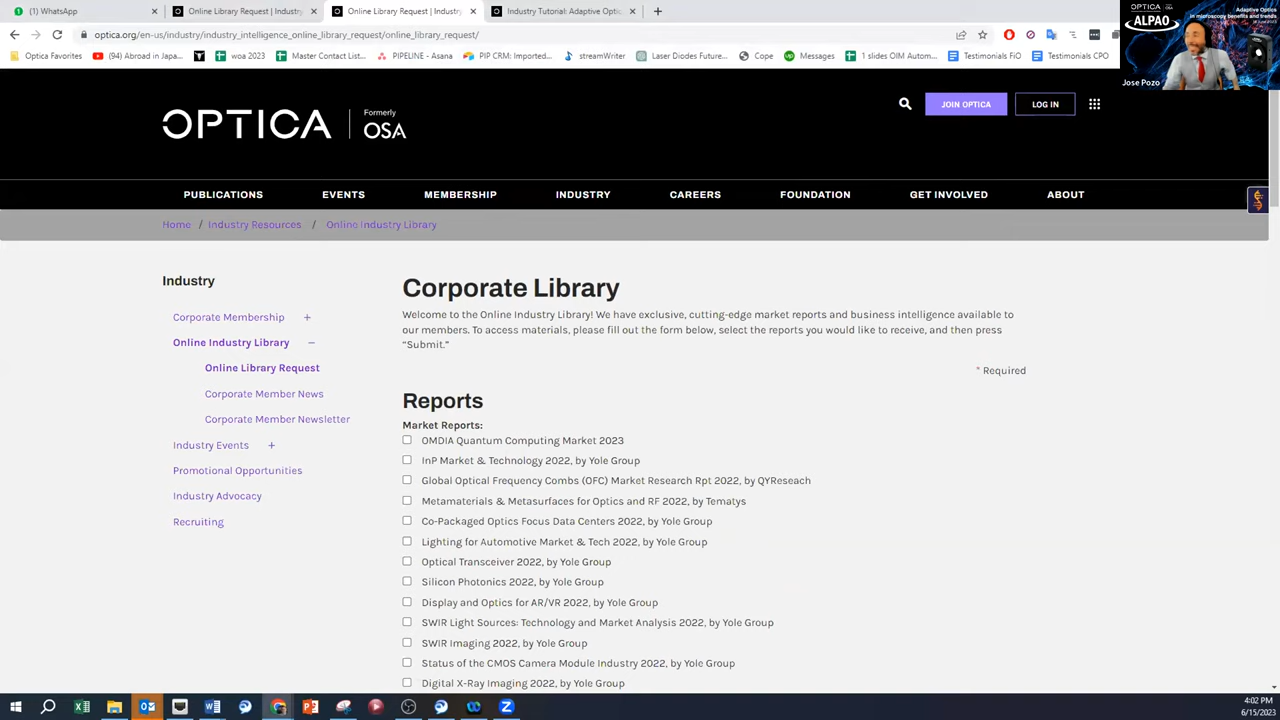 (1) WhatsApp
Online Library Request | Industry
Online Library Request | Industry
Industry Tutorial: Adaptive Optic
optica.org/en-us/industry/industry_intelligence_online_library_request/online_library_request/
Optica Favorites
(94) Abroad in Japa...
woa 2023
Master Contact List...
PIPELINE - Asana
PIP CRM: Imported...
streamWriter
Laser Diodes Future...
Cope
Messages
1 slides OIM Autom...
Testimonials FiO
Testimonials CPO
OPTICA
OSA
ALPAO
Adaptive Optics
in microscopy benefits and trends
Jose Pozo
OPTICA
Formerly
OSA
JOIN OPTICA
LOG IN
PUBLICATIONS
EVENTS
MEMBERSHIP
INDUSTRY
CAREERS
FOUNDATION
GET INVOLVED
ABOUT
Home / Industry Resources / Online Industry Library
Industry
Corporate Membership +
Online Industry Library −
Online Library Request
Corporate Member News
Corporate Member Newsletter
Industry Events +
Promotional Opportunities
Industry Advocacy
Recruiting
Corporate Library
Welcome to the Online Industry Library! We have exclusive, cutting-edge market reports and business intelligence available to
our members. To access materials, please fill out the form below, select the reports you would like to receive, and then press
“Submit.”
* Required
Reports
Market Reports:
OMDIA Quantum Computing Market 2023
InP Market & Technology 2022, by Yole Group
Global Optical Frequency Combs (OFC) Market Research Rpt 2022, by QYReseach
Metamaterials & Metasurfaces for Optics and RF 2022, by Tematys
Co-Packaged Optics Focus Data Centers 2022, by Yole Group
Lighting for Automotive Market & Tech 2022, by Yole Group
Optical Transceiver 2022, by Yole Group
Silicon Photonics 2022, by Yole Group
Display and Optics for AR/VR 2022, by Yole Group
SWIR Light Sources: Technology and Market Analysis 2022, by Yole Group
SWIR Imaging 2022, by Yole Group
Status of the CMOS Camera Module Industry 2022, by Yole Group
Digital X-Ray Imaging 2022, by Yole Group
4:02 PM
6/15/2023